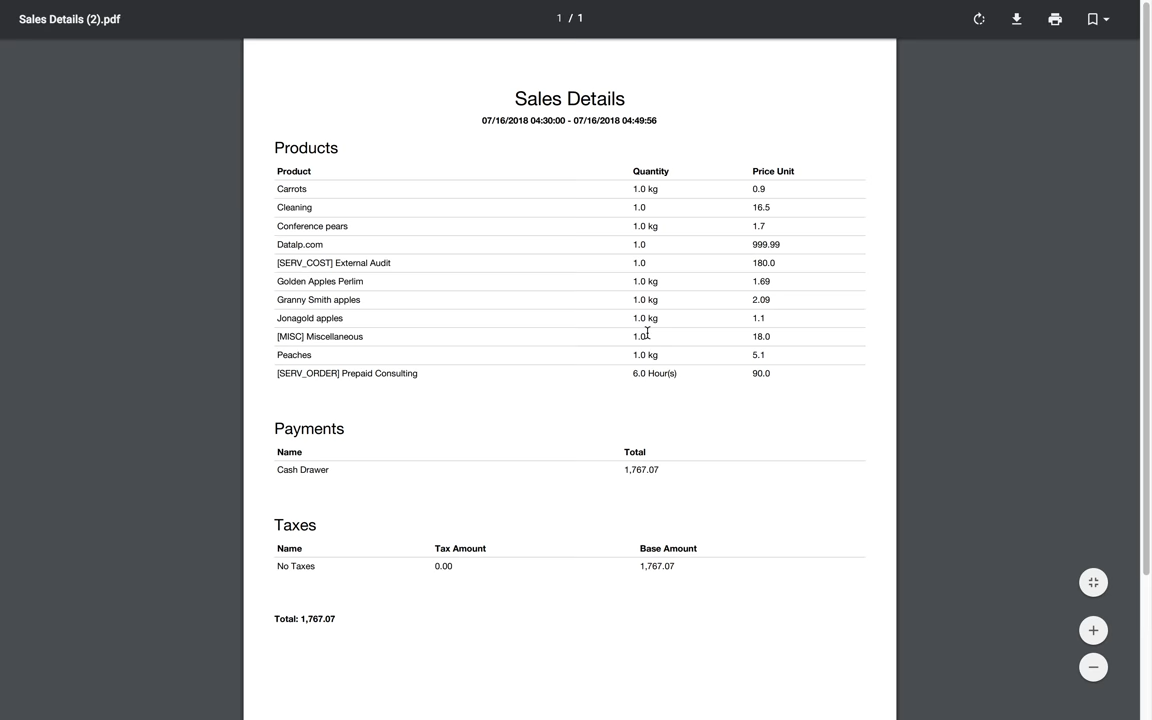 Sales Details (2).pdf
1 / 1
Sales Details
07/16/2018 04:30:00 - 07/16/2018 04:49:56
Products
Product Quantity Price Unit
Carrots 1.0 kg 0.9
Cleaning 1.0 16.5
Conference pears 1.0 kg 1.7
Datalp.com 1.0 999.99
[SERV_COST] External Audit 1.0 180.0
Golden Apples Perlim 1.0 kg 1.69
Granny Smith apples 1.0 kg 2.09
Jonagold apples 1.0 kg 1.1
[MISC] Miscellaneous 1.0 18.0
Peaches 1.0 kg 5.1
[SERV_ORDER] Prepaid Consulting 6.0 Hour(s) 90.0
Payments
Name Total
Cash Drawer 1,767.07
Taxes
Name Tax Amount Base Amount
No Taxes 0.00 1,767.07
Total: 1,767.07